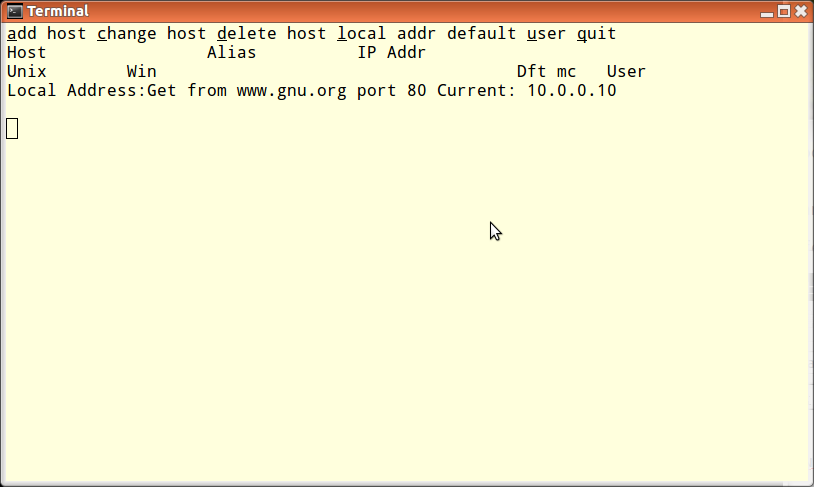 Terminal
add host change host delete host local addr default user quit
Host Alias IP Addr
Unix Win Dft mc User
Local Address:Get from www.gnu.org port 80 Current: 10.0.0.10